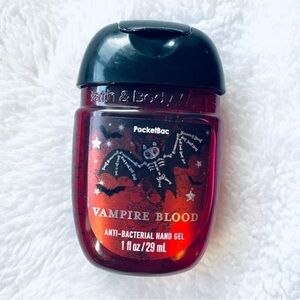 Bath & Body
PocketBac
VAMPIRE BLOOD
ANTI-BACTERIAL HAND GEL
1 fl oz / 29 mL